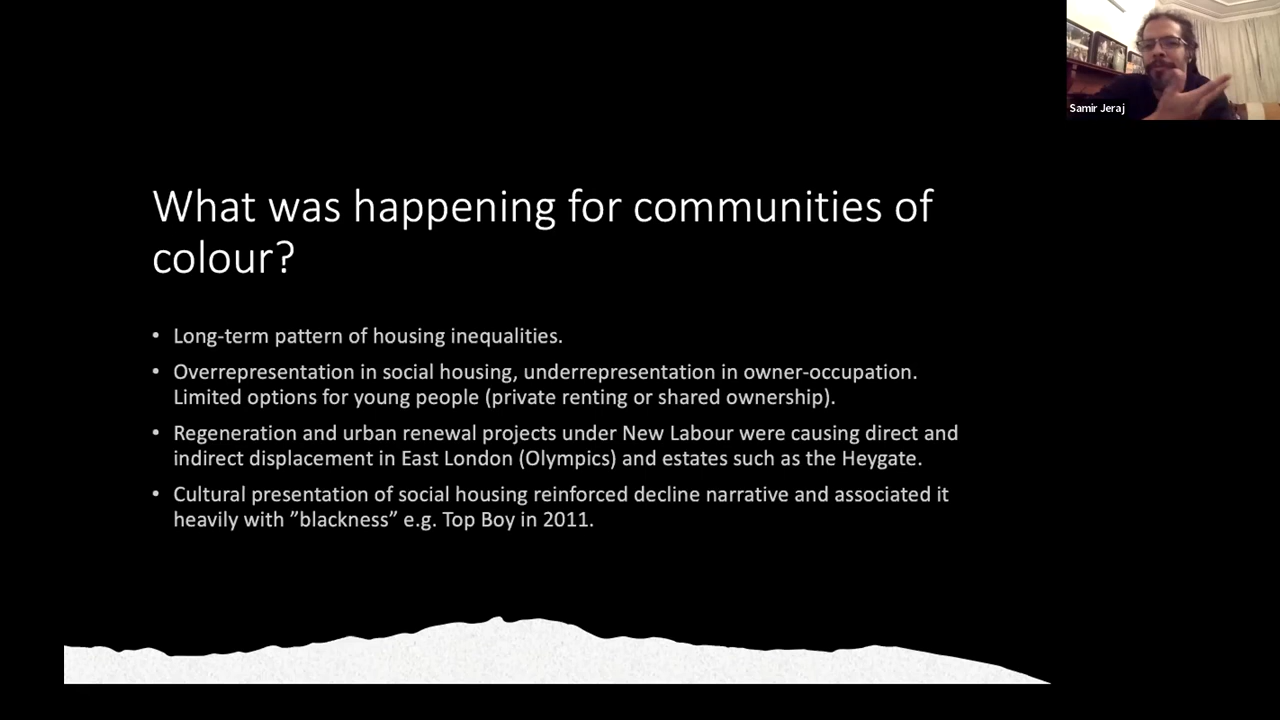 Samir Jeraj
What was happening for communities of
colour?
• Long-term pattern of housing inequalities.
• Overrepresentation in social housing, underrepresentation in owner-occupation.
Limited options for young people (private renting or shared ownership).
• Regeneration and urban renewal projects under New Labour were causing direct and
indirect displacement in East London (Olympics) and estates such as the Heygate.
• Cultural presentation of social housing reinforced decline narrative and associated it
heavily with ”blackness” e.g. Top Boy in 2011.